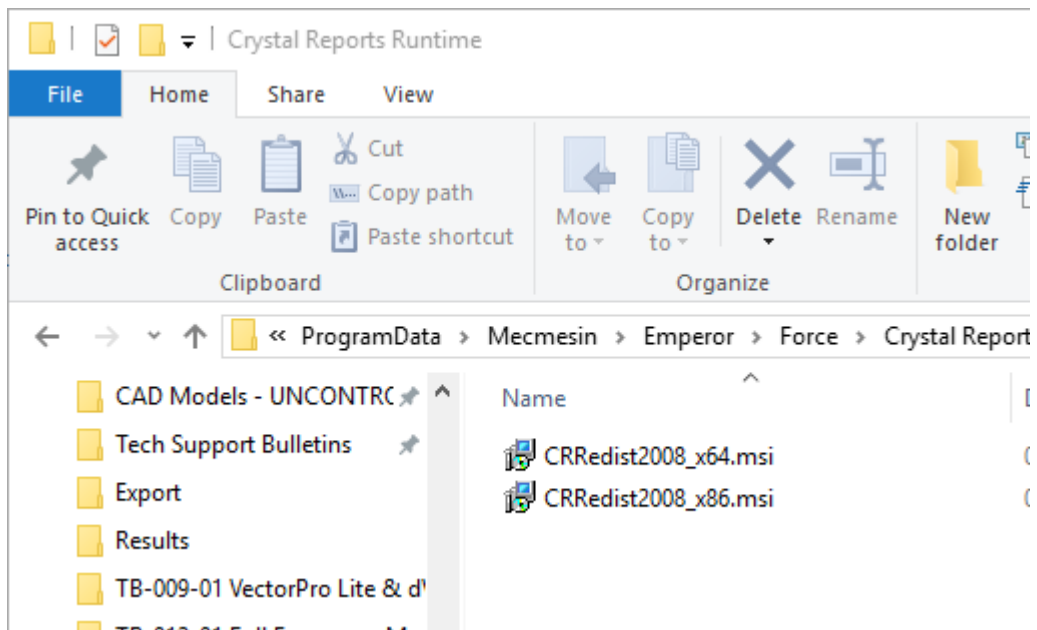 Crystal Reports Runtime
File Home Share View
Pin to Quick access
Copy
Paste
Cut
Copy path
Paste shortcut
Move to
Copy to
Delete
Rename
New folder
Clipboard
Organize
« ProgramData > Mecmesin > Emperor > Force > Crystal Report
CAD Models - UNCONTRO
Tech Support Bulletins
Export
Results
TB-009-01 VectorPro Lite & d
Name
CRRedist2008_x64.msi
CRRedist2008_x86.msi